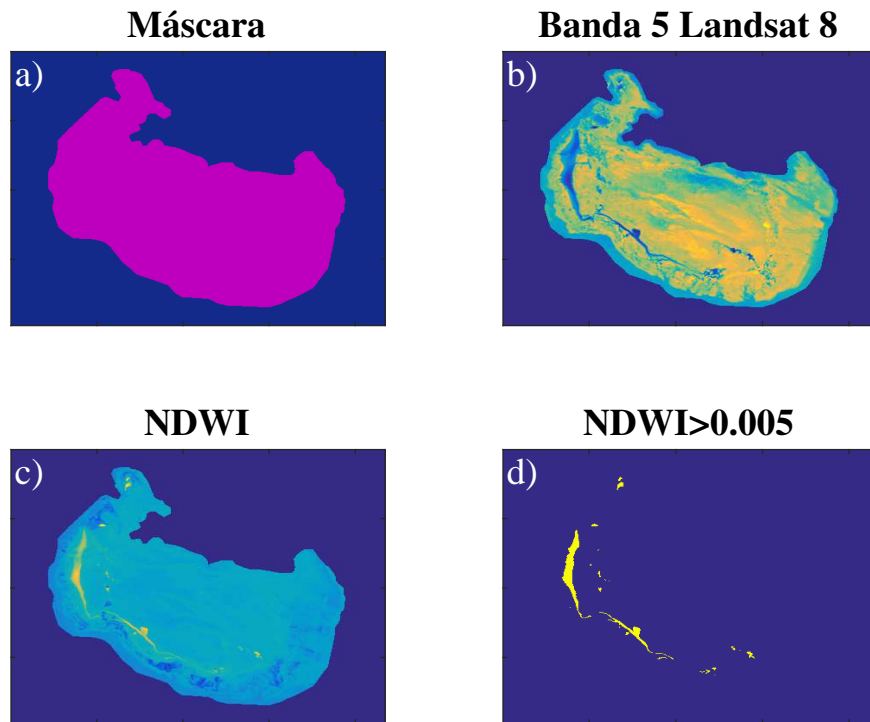 Máscara
Banda 5 Landsat 8
a)
b)
NDWI
NDWI>0.005
c)
d)